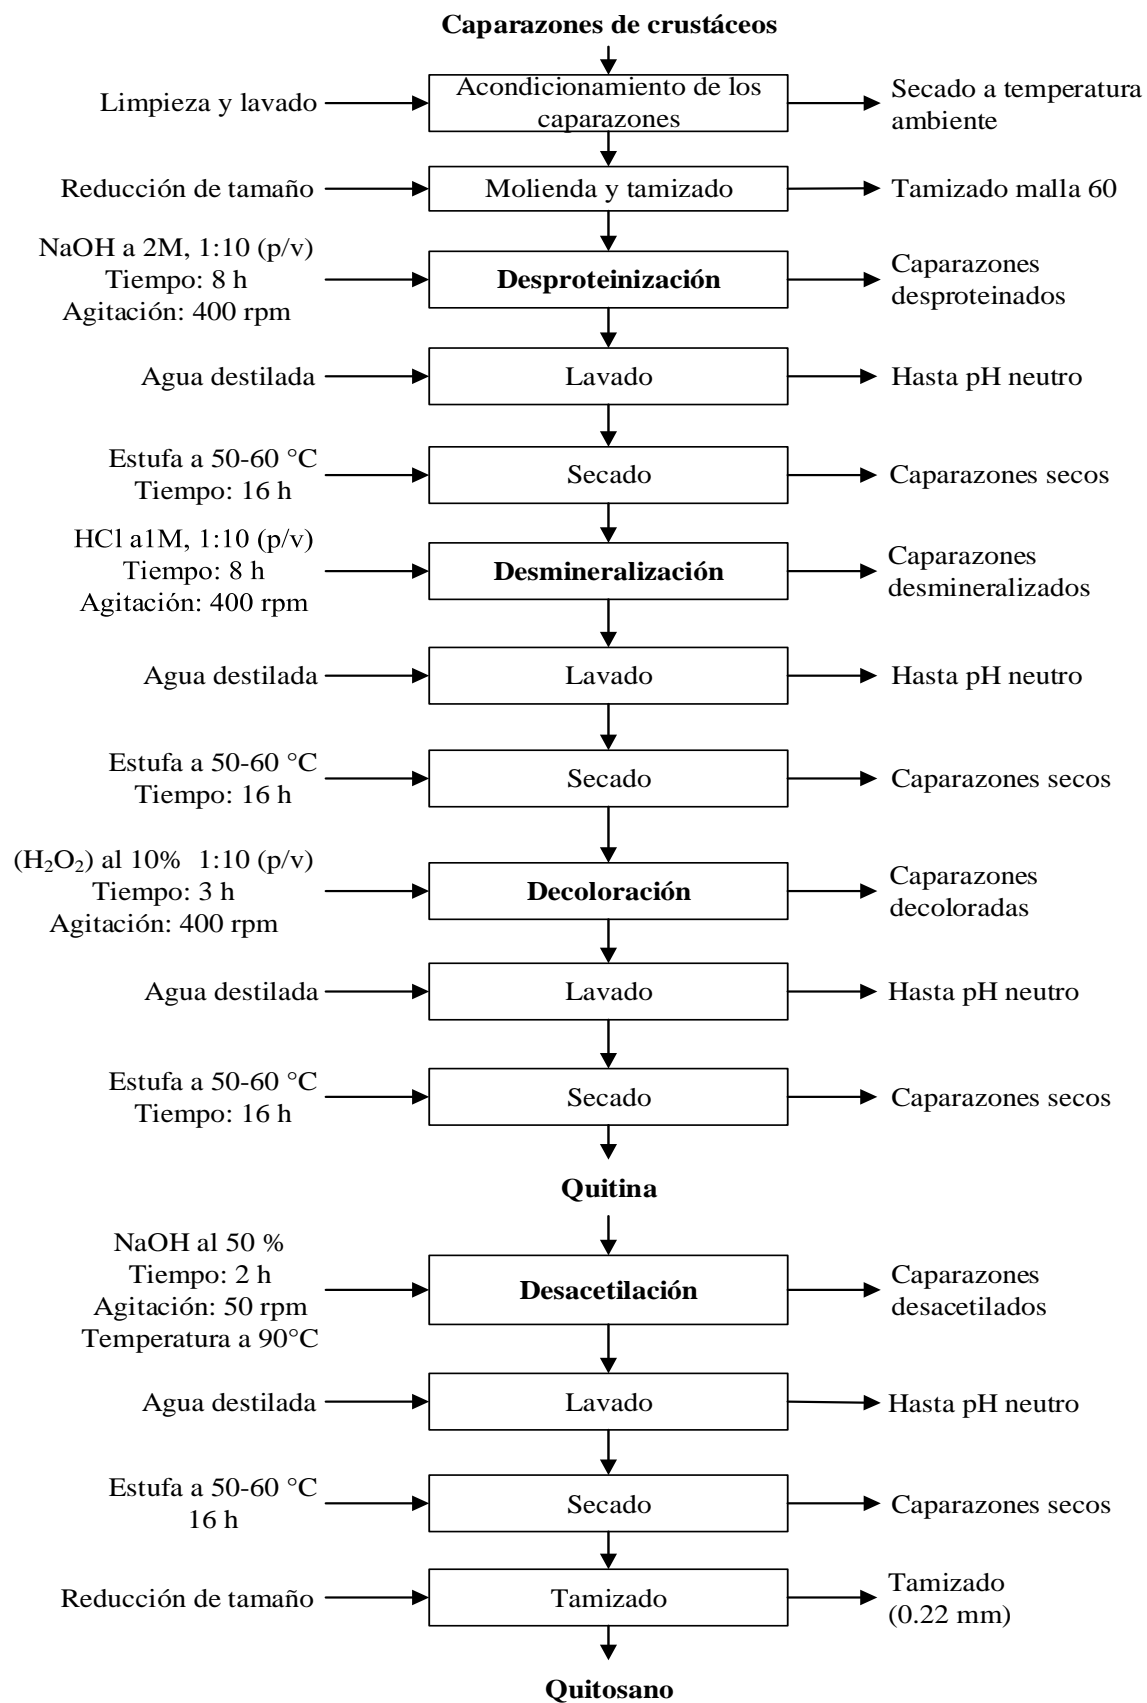 Caparazones de crustáceos
Limpieza y lavado
Acondicionamiento de los
caparazones
Secado a temperatura
ambiente
Reducción de tamaño
Molienda y tamizado
Tamizado malla 60
NaOH a 2M, 1:10 (p/v)
Tiempo: 8 h
Agitación: 400 rpm
Desproteinización
Caparazones
desproteinados
Agua destilada
Lavado
Hasta pH neutro
Estufa a 50-60 °C
Tiempo: 16 h
Secado
Caparazones secos
HCl a1M, 1:10 (p/v)
Tiempo: 8 h
Agitación: 400 rpm
Desmineralización
Caparazones
desmineralizados
Agua destilada
Lavado
Hasta pH neutro
Estufa a 50-60 °C
Tiempo: 16 h
Secado
Caparazones secos
(H₂O₂) al 10% 1:10 (p/v)
Tiempo: 3 h
Agitación: 400 rpm
Decoloración
Caparazones
decoloradas
Agua destilada
Lavado
Hasta pH neutro
Estufa a 50-60 °C
Tiempo: 16 h
Secado
Caparazones secos
Quitina
NaOH al 50 %
Tiempo: 2 h
Agitación: 50 rpm
Temperatura a 90°C
Desacetilación
Caparazones
desacetilados
Agua destilada
Lavado
Hasta pH neutro
Estufa a 50-60 °C
16 h
Secado
Caparazones secos
Reducción de tamaño
Tamizado
Tamizado
(0.22 mm)
Quitosano